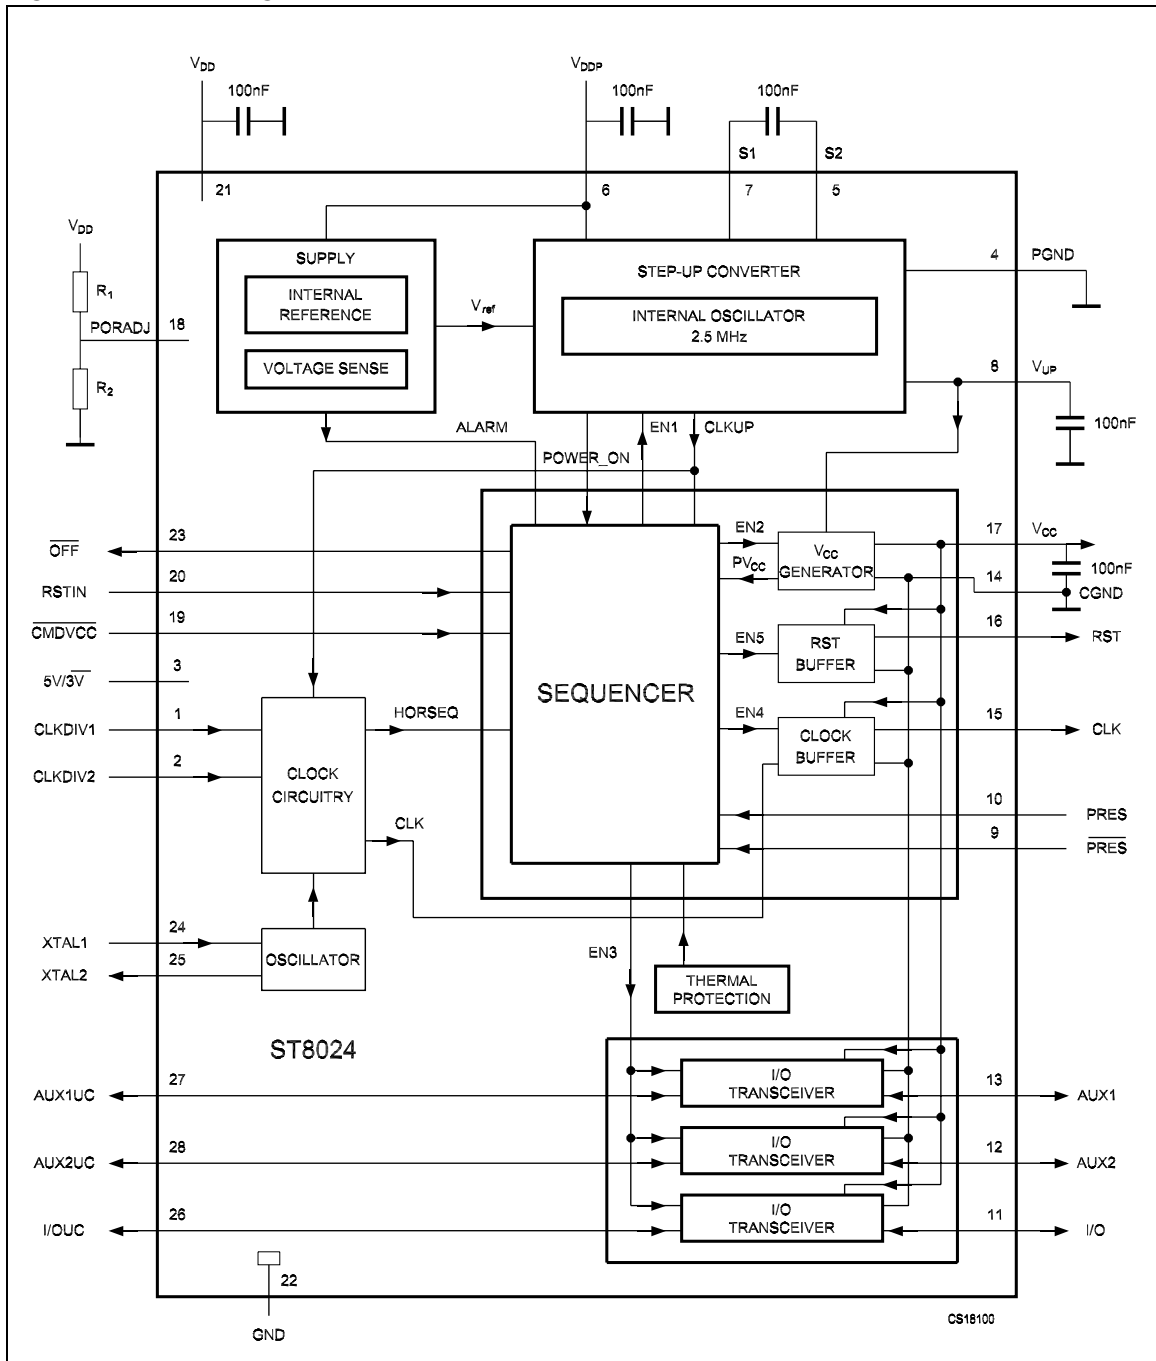 VDD
VDDP
100nF
100nF
100nF
S1
S2
21
6
7
5
VDD
SUPPLY
STEP-UP CONVERTER
4
PGND
R1
INTERNAL
REFERENCE
Vref
INTERNAL OSCILLATOR
2.5 MHz
PORADJ
18
VOLTAGE SENSE
8
VUP
R2
100nF
ALARM
EN1
CLKUP
POWER_ON
23
OFF
EN2
VCC
GENERATOR
17
VCC
20
RSTIN
PVCC
14
100nF
CGND
19
CMDVCC
16
RST
EN5
RST
BUFFER
3
5V/3V
SEQUENCER
1
CLKDIV1
HORSEQ
EN4
CLOCK
BUFFER
15
CLK
2
CLKDIV2
CLOCK
CIRCUITRY
10
PRES
CLK
9
PRES
24
XTAL1
25
XTAL2
OSCILLATOR
EN3
THERMAL
PROTECTION
ST8024
27
AUX1UC
I/O
TRANSCEIVER
13
AUX1
28
AUX2UC
I/O
TRANSCEIVER
12
AUX2
26
I/OUC
I/O
TRANSCEIVER
11
I/O
22
GND
CS18100